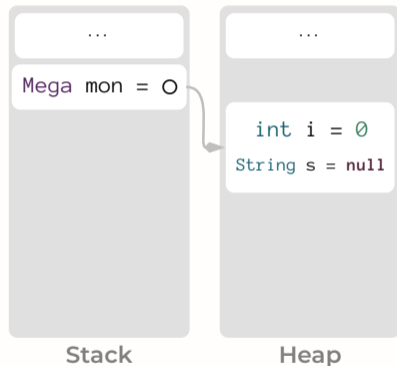 ...
Mega mon = O
Stack
...
int i = 0
String s = null
Heap